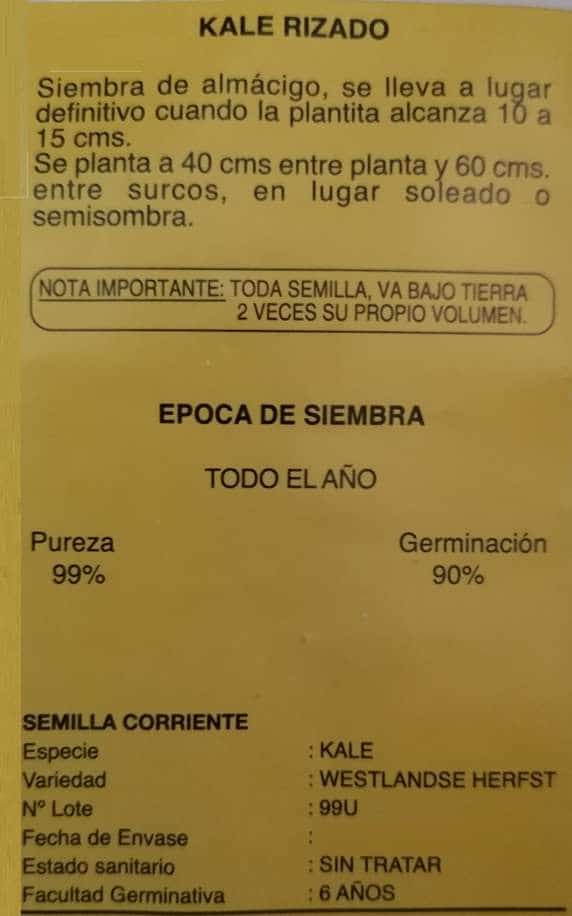 KALE RIZADO
Siembra de almácigo, se lleva a lugar
definitivo cuando la plantita alcanza 10 a
15 cms.
Se planta a 40 cms entre planta y 60 cms.
entre surcos, en lugar soleado o
semisombra.
NOTA IMPORTANTE: TODA SEMILLA, VA BAJO TIERRA
2 VECES SU PROPIO VOLUMEN.
EPOCA DE SIEMBRA
TODO EL AÑO
Pureza Germinación
99% 90%
SEMILLA CORRIENTE
Especie : KALE
Variedad : WESTLANDSE HERFST
Nº Lote : 99U
Fecha de Envase :
Estado sanitario : SIN TRATAR
Facultad Germinativa : 6 AÑOS